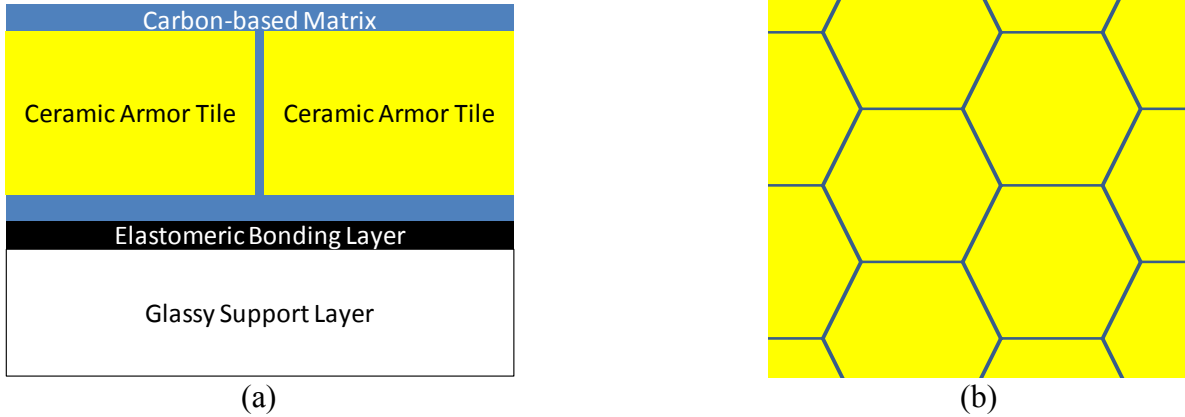 Carbon-based Matrix
Ceramic Armor Tile
Ceramic Armor Tile
Elastomeric Bonding Layer
Glassy Support Layer
(a)
(b)